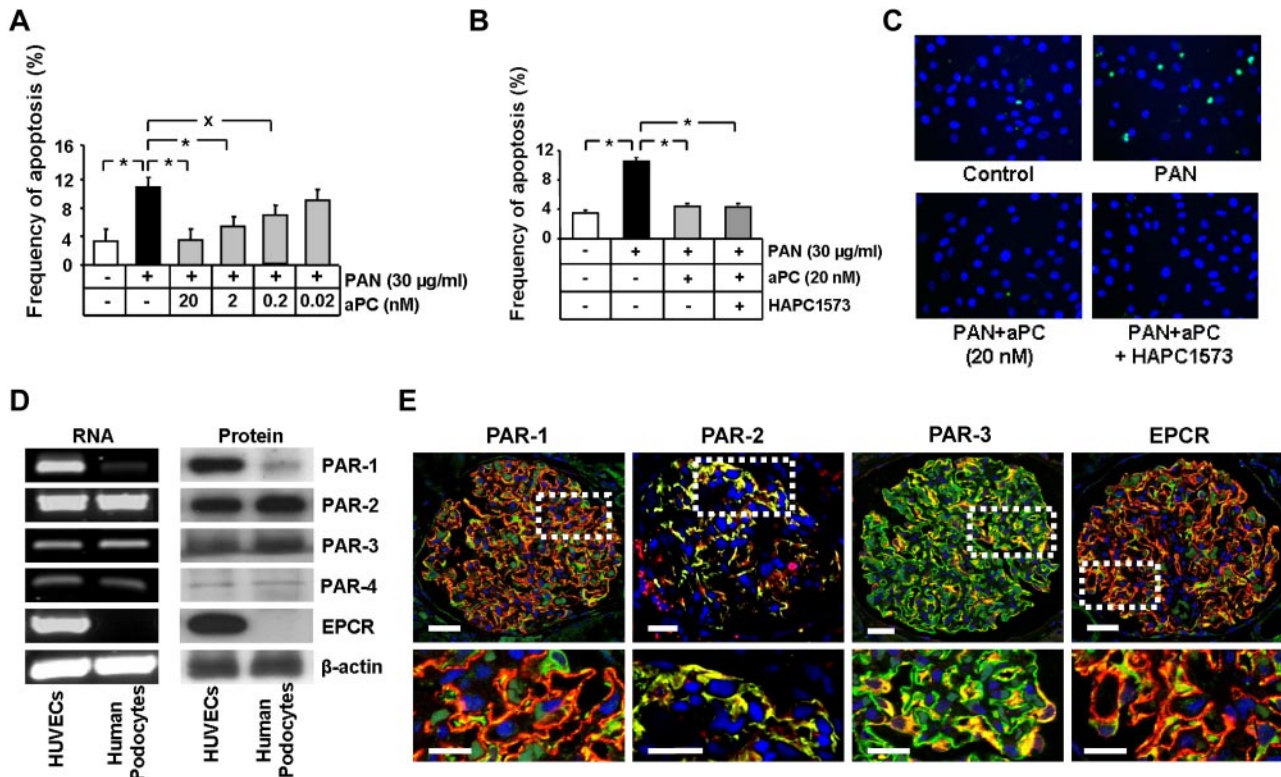 A
Frequency of apoptosis (%)
16
12
8
4
0
* * * x
- + + + + + PAN (30 µg/ml)
- - 20 2 0.2 0.02 aPC (nM)
B
Frequency of apoptosis (%)
12
8
4
0
* * *
- + + + PAN (30 µg/ml)
- - + + aPC (20 nM)
- - - + HAPC1573
C
Control PAN
PAN+aPC
(20 nM)
PAN+aPC
+ HAPC1573
D
RNA Protein
PAR-1
PAR-2
PAR-3
PAR-4
EPCR
β-actin
HUVECs
Human
Podocytes
HUVECs
Human
Podocytes
E
PAR-1 PAR-2 PAR-3 EPCR